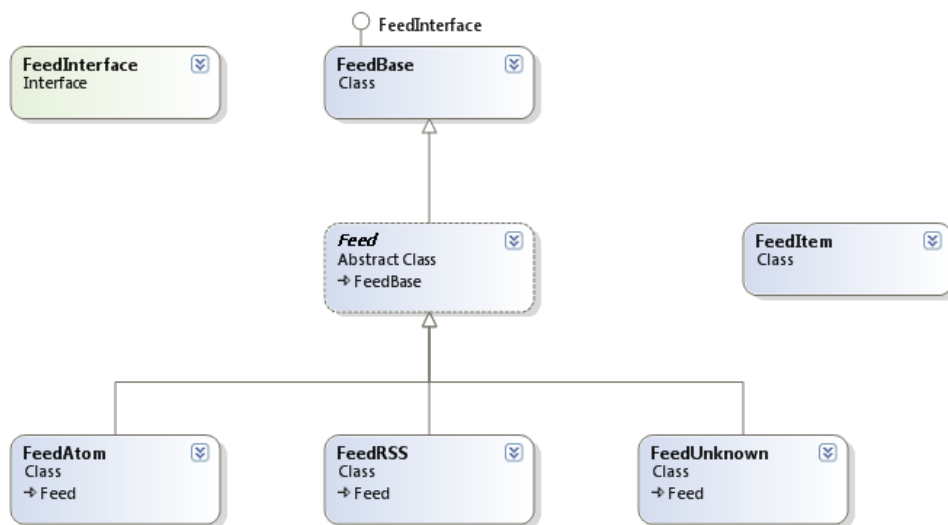 FeedInterface
FeedInterface
Interface
FeedBase
Class
Feed
Abstract Class
FeedBase
FeedItem
Class
FeedAtom
Class
Feed
FeedRSS
Class
Feed
FeedUnknown
Class
Feed